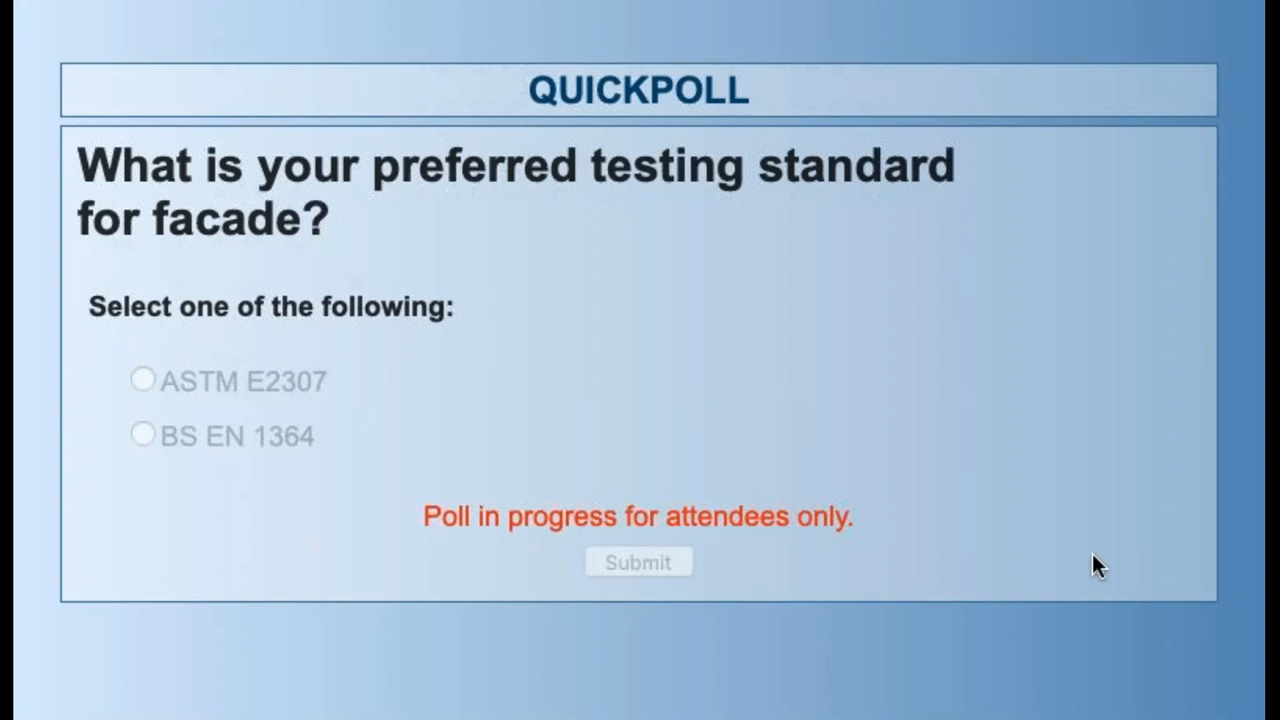 QUICKPOLL
What is your preferred testing standard
for facade?
Select one of the following:
ASTM E2307
BS EN 1364
Poll in progress for attendees only.
Submit